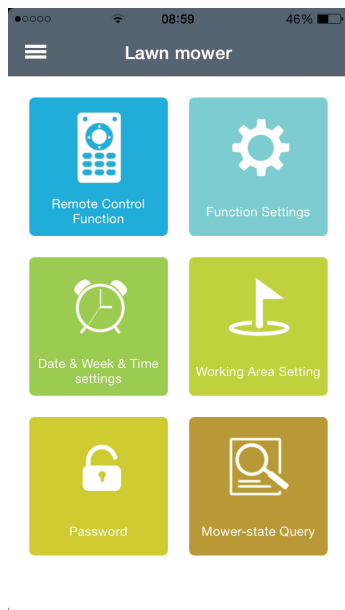 08:59
46%
Lawn mower
Remote Control
Function
Function Settings
Date & Week & Time
settings
Working Area Setting
Password
Mower-state Query